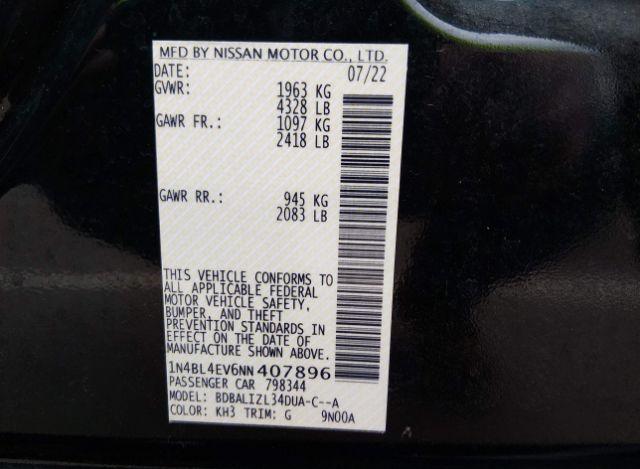 MFD BY NISSAN MOTOR CO., LTD.
DATE: 07/22
GVWR: 1963 KG
4328 LB
GAWR FR.: 1097 KG
2418 LB
GAWR RR.: 945 KG
2083 LB
THIS VEHICLE CONFORMS TO
ALL APPLICABLE FEDERAL
MOTOR VEHICLE SAFETY,
BUMPER, AND THEFT
PREVENTION STANDARDS IN
EFFECT ON THE DATE OF
MANUFACTURE SHOWN ABOVE.
1N4BL4EV6NN407896
PASSENGER CAR 798344
MODEL: BDBALIZL34DUA-C--A
COLOR: KH3 TRIM: G 9N00A
A